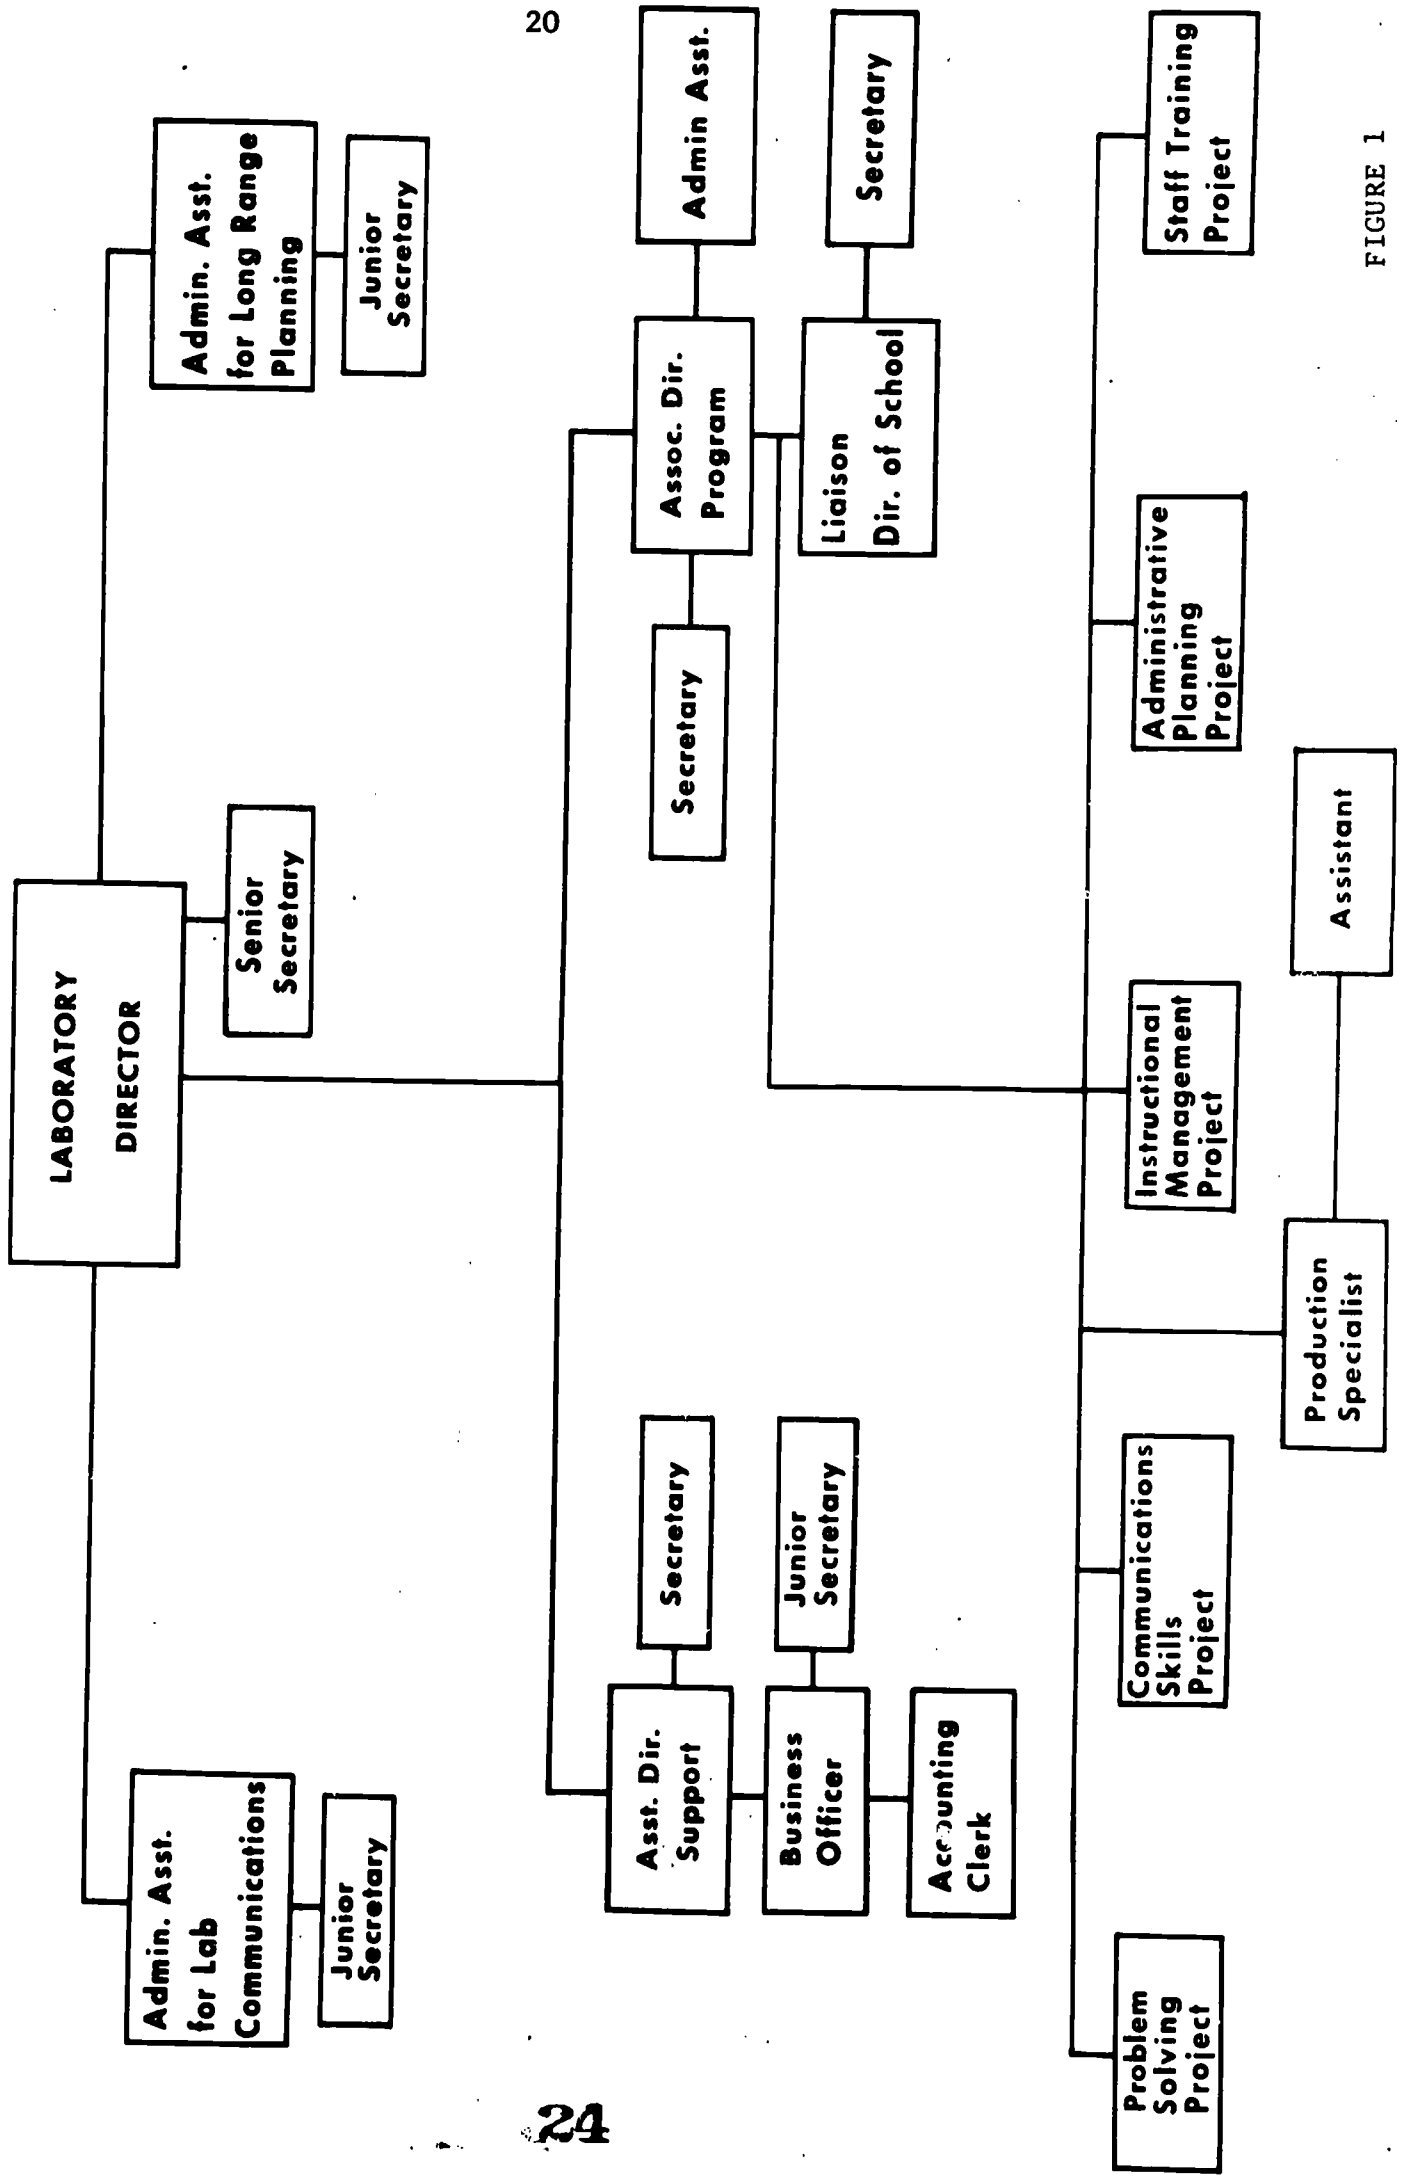 20
LABORATORY
DIRECTOR
Senior
Secretary
Admin. Asst.
for Lab
Communications
Junior
Secretary
Admin. Asst.
for Long Range
Planning
Junior
Secretary
Asst. Dir.
Support
Secretary
Business
Officer
Junior
Secretary
Accounting
Clerk
Secretary
Assoc. Dir.
Program
Admin Asst.
Liaison
Dir. of School
Secretary
Problem
Solving
Project
Communications
Skills
Project
Instructional
Management
Project
Administrative
Planning
Project
Staff Training
Project
Production
Specialist
Assistant
FIGURE 1
24